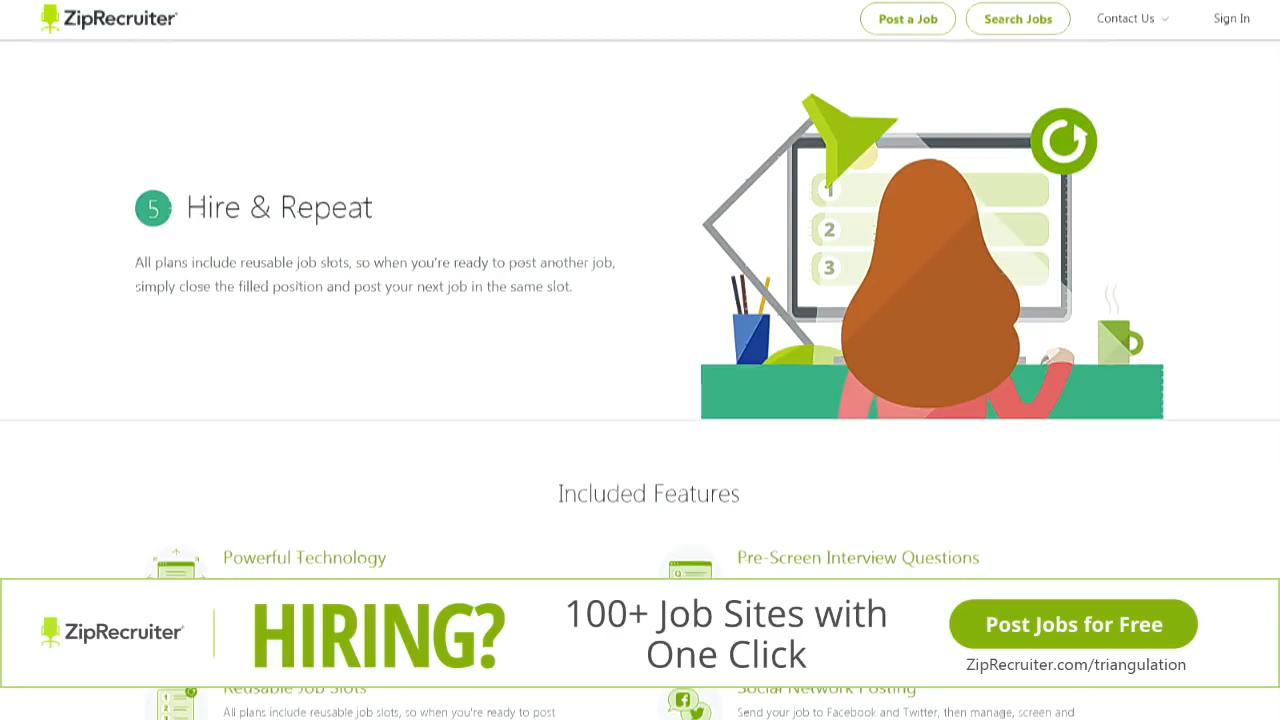 ZipRecruiter
Post a Job
Search Jobs
Contact Us
Sign In
5 Hire & Repeat
All plans include reusable job slots, so when you're ready to post another job,
simply close the filled position and post your next job in the same slot.
1
2
3
Included Features
Powerful Technology
Pre-Screen Interview Questions
ZipRecruiter
HIRING?
100+ Job Sites with
One Click
Post Jobs for Free
ZipRecruiter.com/triangulation
Reusable Job Slots
All plans include reusable job slots, so when you're ready to post
Social Network Posting
Send your job to Facebook and Twitter, then manage, screen and